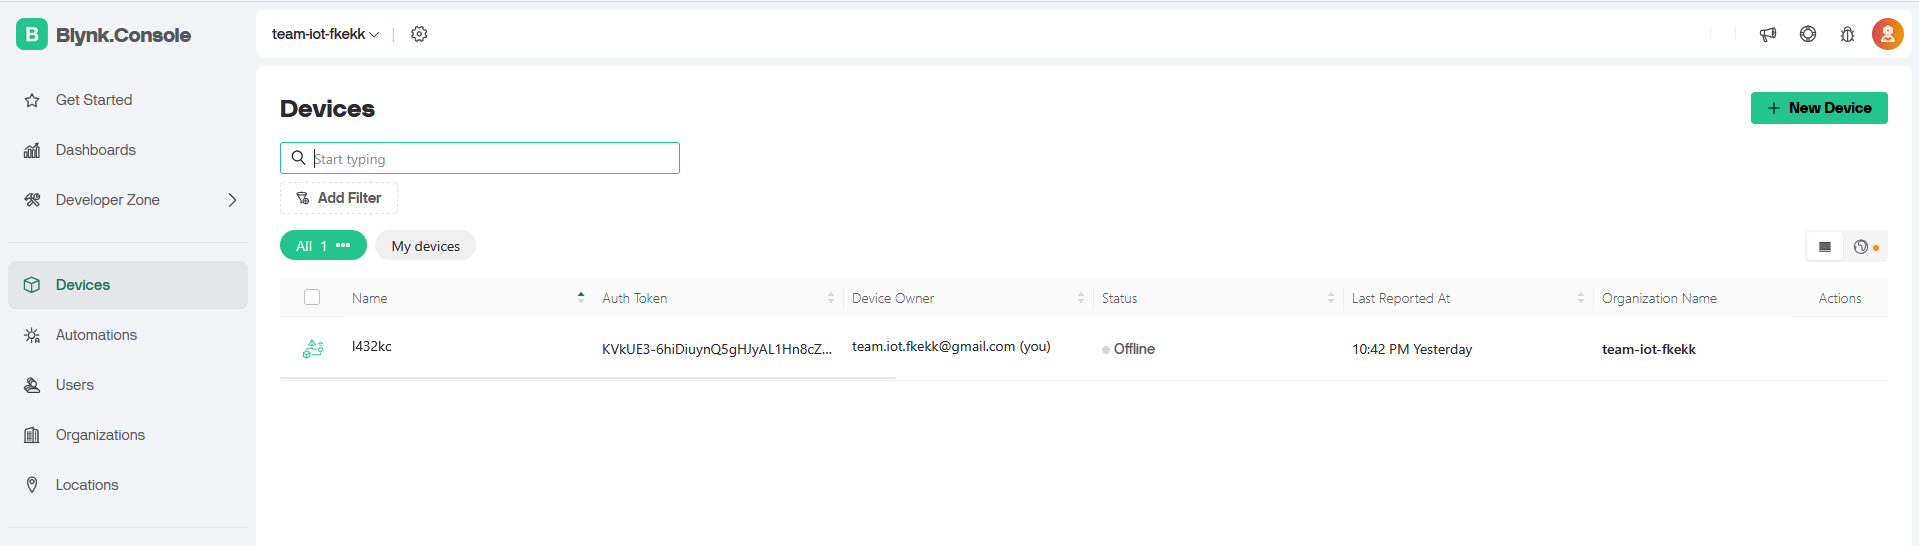 B Blynk.Console
team-iot-fkekk
Get Started
Dashboards
Developer Zone
Devices
Automations
Users
Organizations
Locations
Devices
+ New Device
Start typing
Add Filter
All 1 •••
My devices
Name Auth Token Device Owner Status Last Reported At Organization Name Actions
l432kc KVkUE3-6hiDiuynQ5gHJyAL1Hn8cZ... team.iot.fkekk@gmail.com (you) Offline 10:42 PM Yesterday team-iot-fkekk